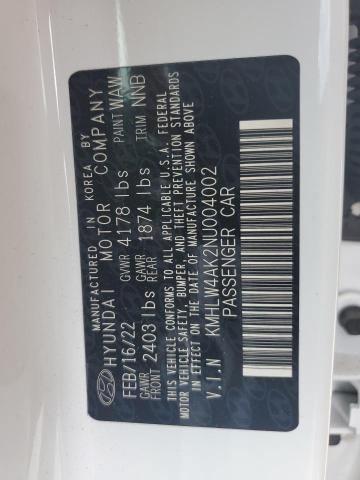 MANUFACTURED IN KOREA BY
HYUNDAI MOTOR COMPANY
FEB/16/22 GVWR 4178 lbs PAINT WAW
GAWR FRONT 2403 lbs GAWR REAR 1874 lbs TRIM NNB
THIS VEHICLE CONFORMS TO ALL APPLICABLE U.S.A. FEDERAL
MOTOR VEHICLE SAFETY, BUMPER, AND THEFT PREVENTION STANDARDS
IN EFFECT ON THE DATE OF MANUFACTURE SHOWN ABOVE
V.I.N KMHLW4AK2NU004002
PASSENGER CAR